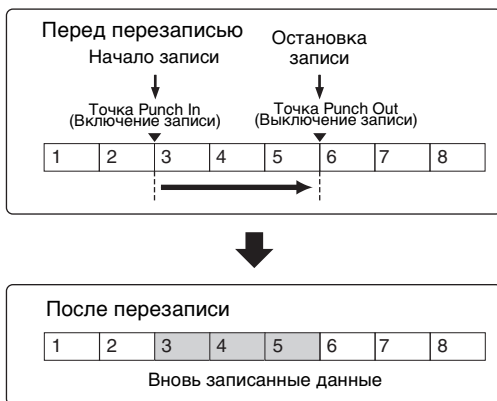 Перед перезаписью
Начало записи
Остановка
записи
Точка Punch In
(Включение записи)
Точка Punch Out
(Выключение записи)
1 2 3 4 5 6 7 8
После перезаписи
1 2 3 4 5 6 7 8
Вновь записанные данные